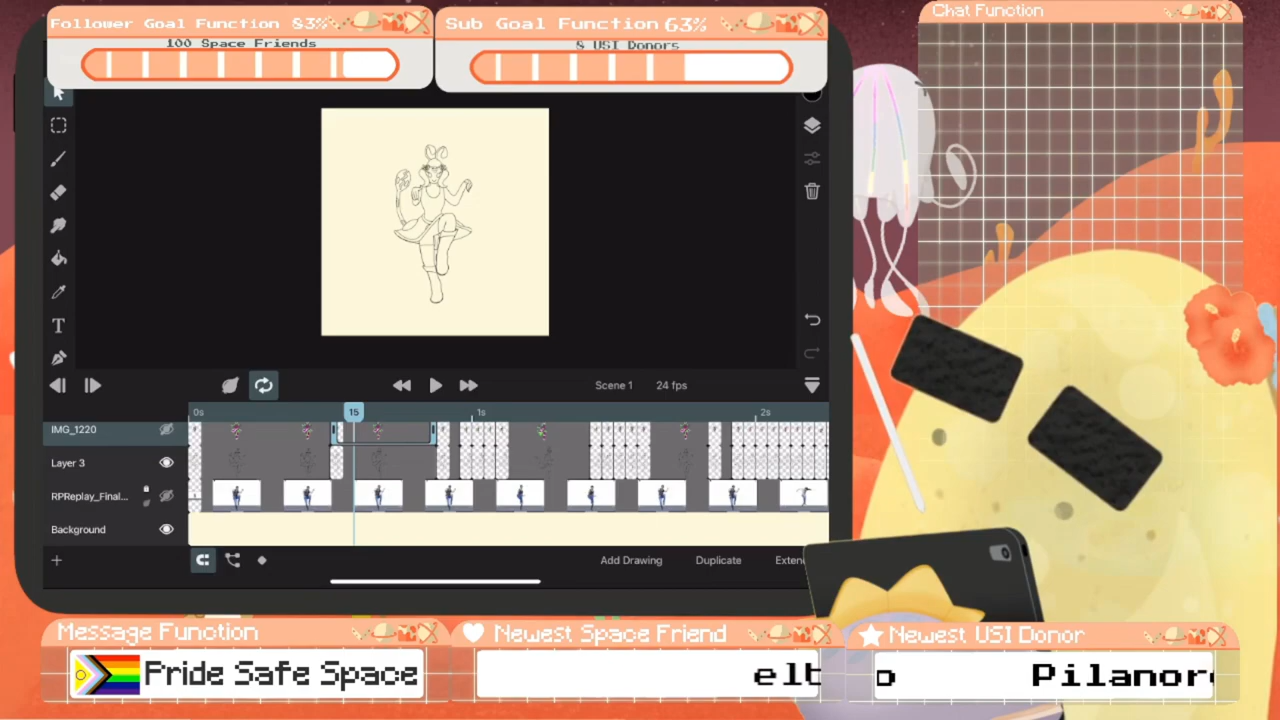 Follower Goal Function 83%
100 Space Friends
Sub Goal Function 63%
8 USI Donors
Chat Function
T
Scene 1
24 fps
0s
15
1s
2s
IMG_1220
Layer 3
RPReplay_Final...
Background
Add Drawing
Duplicate
Message Function
Pride Safe Space
Newest Space Friend
Newest USI Donor